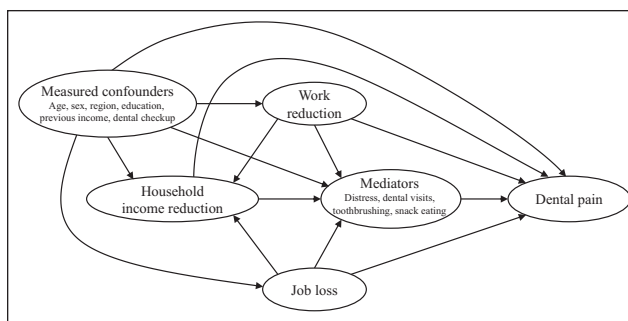 Measured confounders
Age, sex, region, education,
previous income, dental checkup
Work
reduction
Household
income reduction
Mediators
Distress, dental visits,
toothbrushing, snack eating
Dental pain
Job loss